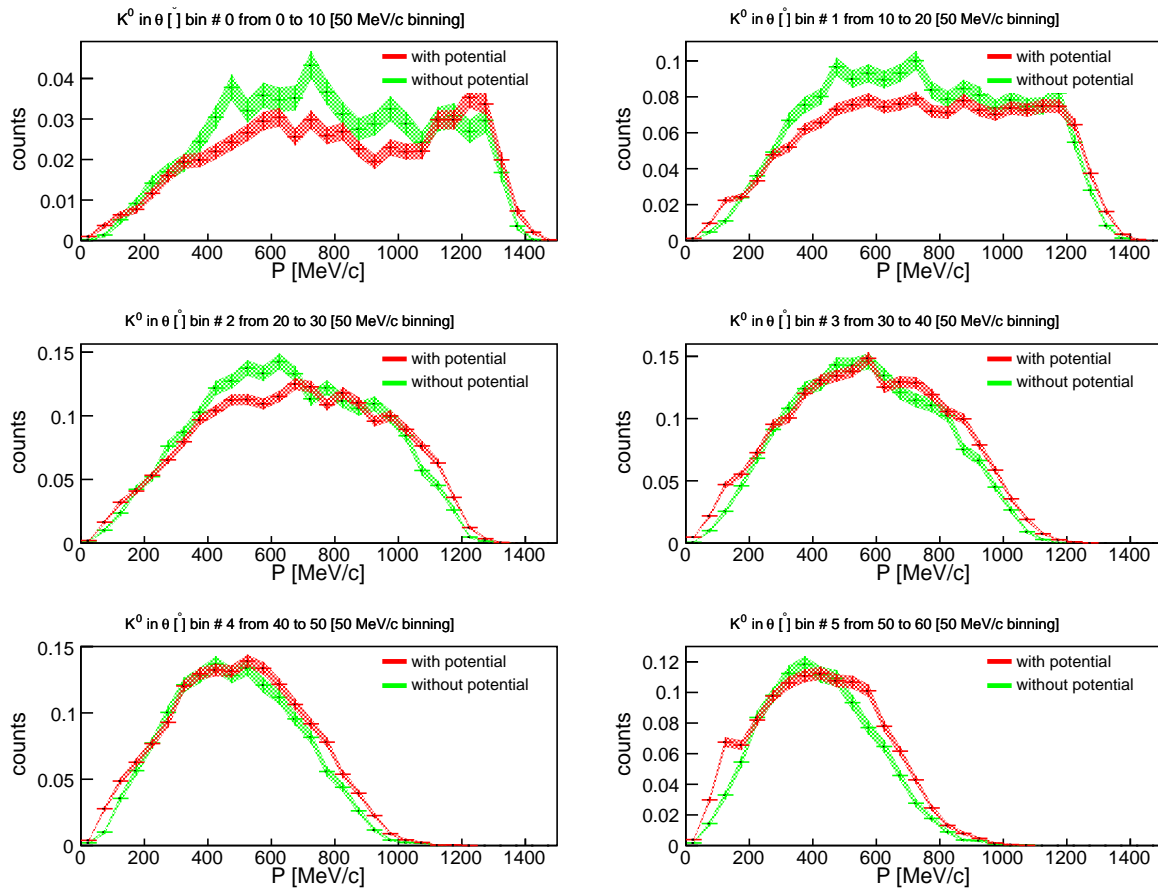 K⁰ in θ [°] bin # 0 from 0 to 10 [50 MeV/c binning]
with potential
without potential
counts
0.04
0.03
0.02
0.01
0
0 200 400 600 800 1000 1200 1400
P [MeV/c]
K⁰ in θ [°] bin # 1 from 10 to 20 [50 MeV/c binning]
with potential
without potential
counts
0.1
0.08
0.06
0.04
0.02
0
0 200 400 600 800 1000 1200 1400
P [MeV/c]
K⁰ in θ [°] bin # 2 from 20 to 30 [50 MeV/c binning]
with potential
without potential
counts
0.15
0.1
0.05
0
0 200 400 600 800 1000 1200 1400
P [MeV/c]
K⁰ in θ [°] bin # 3 from 30 to 40 [50 MeV/c binning]
with potential
without potential
counts
0.15
0.1
0.05
0
0 200 400 600 800 1000 1200 1400
P [MeV/c]
K⁰ in θ [°] bin # 4 from 40 to 50 [50 MeV/c binning]
with potential
without potential
counts
0.15
0.1
0.05
0
0 200 400 600 800 1000 1200 1400
P [MeV/c]
K⁰ in θ [°] bin # 5 from 50 to 60 [50 MeV/c binning]
with potential
without potential
counts
0.12
0.1
0.08
0.06
0.04
0.02
0
0 200 400 600 800 1000 1200 1400
P [MeV/c]